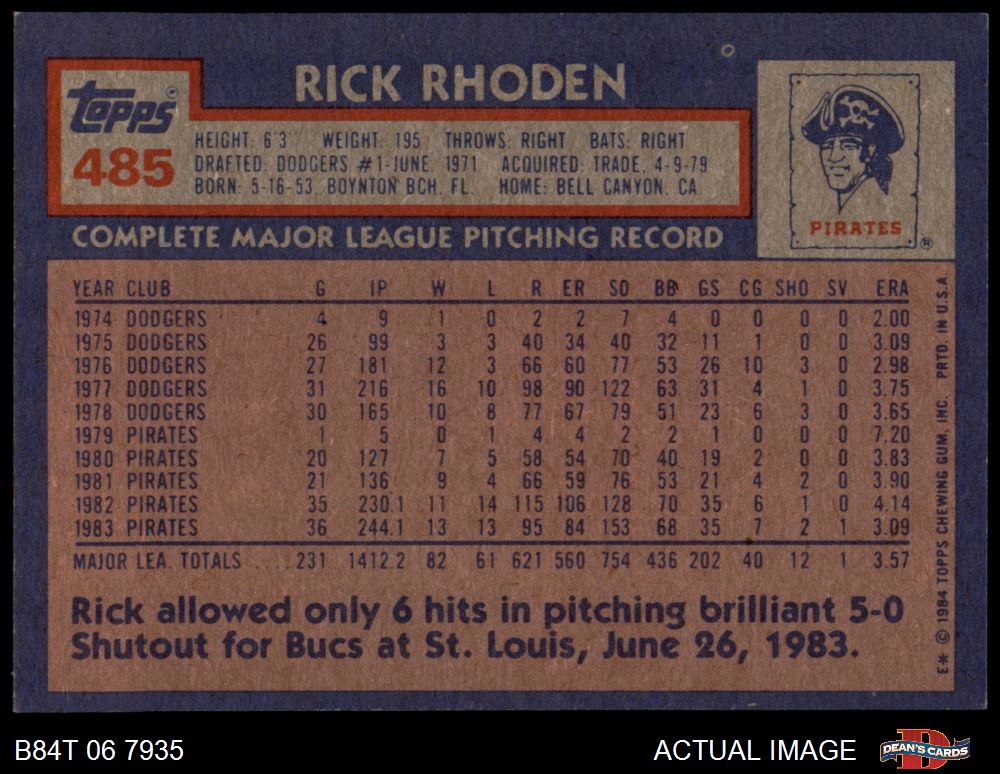 RICK RHODEN
Topps®
485
HEIGHT: 6'3" WEIGHT: 195 THROWS: RIGHT BATS: RIGHT
DRAFTED: DODGERS #1-JUNE, 1971 ACQUIRED: TRADE, 4-9-79
BORN: 5-16-53, BOYNTON BCH. FL. HOME: BELL CANYON, CA.
PIRATES®
COMPLETE MAJOR LEAGUE PITCHING RECORD
YEAR CLUB G IP W L R ER SO BB GS CG SHO SV ERA
1974 DODGERS 4 9 1 0 2 2 7 4 0 0 0 0 2.00
1975 DODGERS 26 99 3 3 40 34 40 32 11 1 0 0 3.09
1976 DODGERS 27 181 12 3 66 60 77 53 26 10 3 0 2.98
1977 DODGERS 31 216 16 10 98 90 122 63 31 4 1 0 3.75
1978 DODGERS 30 165 10 8 77 67 79 51 23 6 3 0 3.65
1979 PIRATES 1 5 0 1 4 4 2 2 1 0 0 0 7.20
1980 PIRATES 20 127 7 5 58 54 70 40 19 2 0 0 3.83
1981 PIRATES 21 136 9 4 66 59 76 53 21 4 2 0 3.90
1982 PIRATES 35 230.1 11 14 115 106 128 70 35 6 1 0 4.14
1983 PIRATES 36 244.1 13 13 95 84 153 68 35 7 2 1 3.09
MAJOR LEA. TOTALS ....231 1412.2 82 61 621 560 754 436 202 40 12 1 3.57
Rick allowed only 6 hits in pitching brilliant 5-0
Shutout for Bucs at St. Louis, June 26, 1983.
E* © 1984 TOPPS CHEWING GUM, INC. PRTD. IN U.S.A.
B84T 06 7935
ACTUAL IMAGE
DEAN'S CARDS